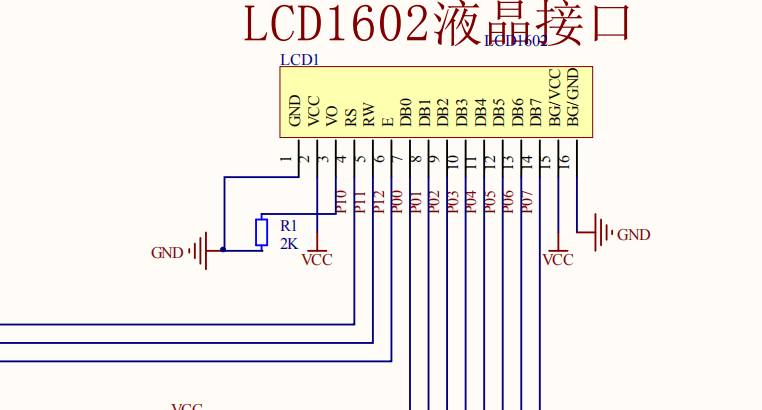 LCD1602液晶接口
LCD1602
LCD1
GND VCC VO RS RW E DB0 DB1 DB2 DB3 DB4 DB5 DB6 DB7 BG/VCC BG/GND
1 2 3 4 5 6 7 8 9 10 11 12 13 14 15 16
P10 P11 P12 P00 P01 P02 P03 P04 P05 P06 P07
R1
2K
GND
VCC
VCC
GND
VCC